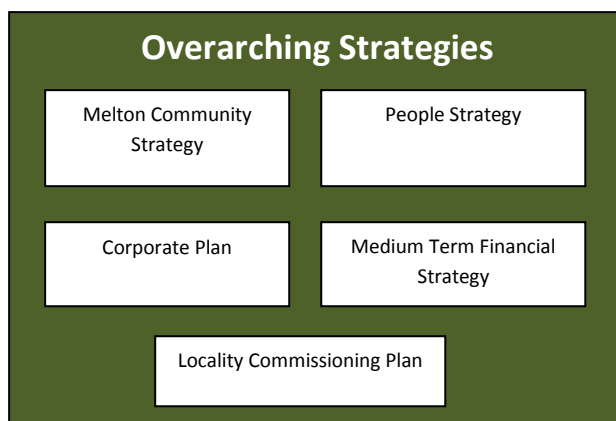 Overarching Strategies
Melton Community
Strategy
People Strategy
Corporate Plan
Medium Term Financial
Strategy
Locality Commissioning Plan